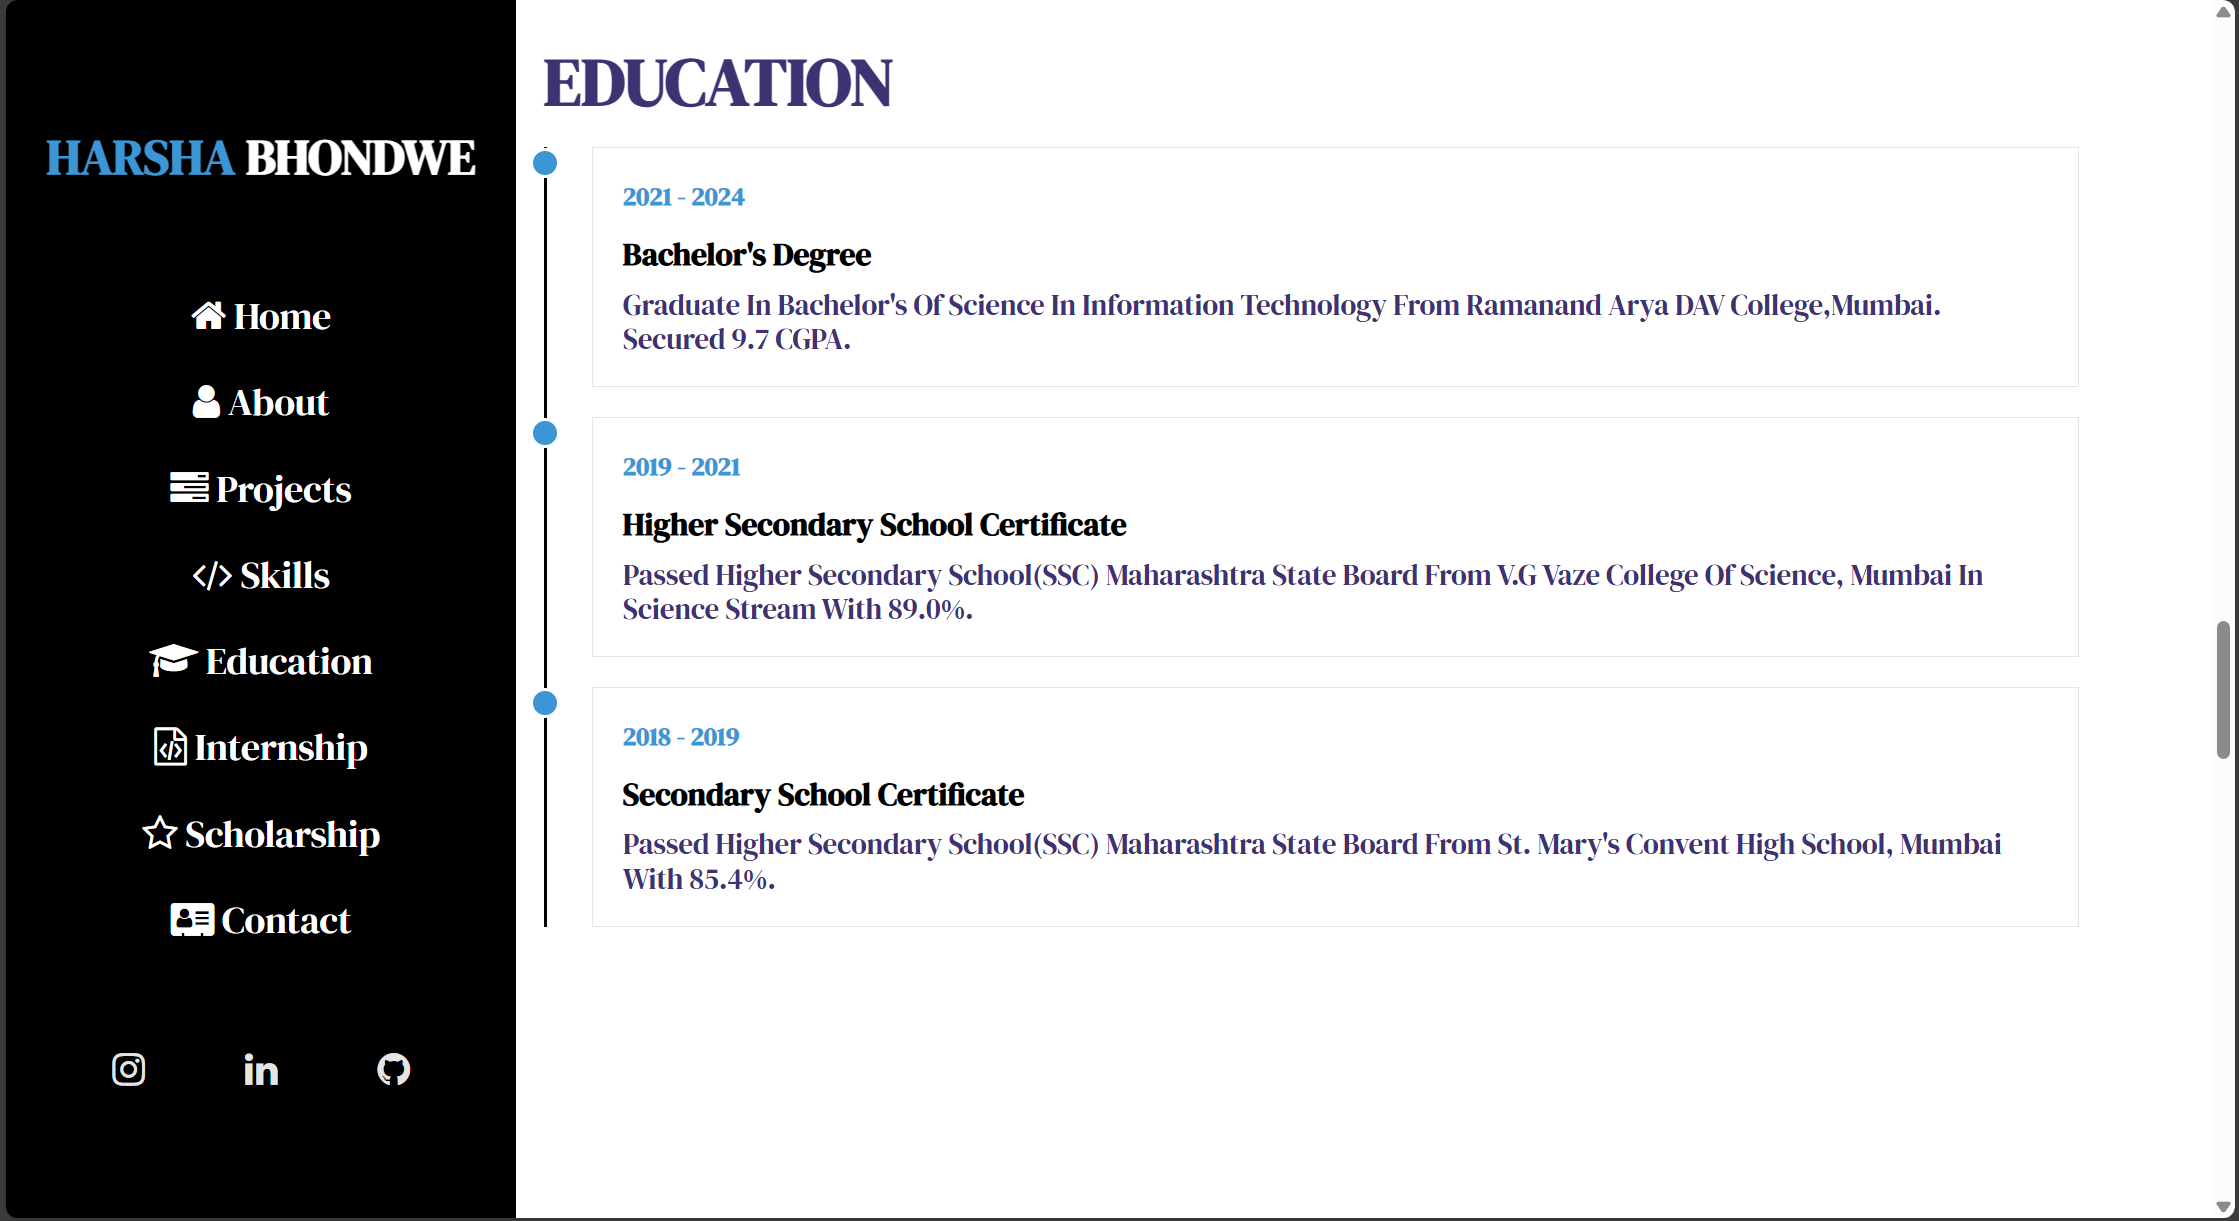 HARSHA BHONDWE
Home
About
Projects
Skills
Education
Internship
Scholarship
Contact
EDUCATION
2021 - 2024
Bachelor's Degree
Graduate In Bachelor's Of Science In Information Technology From Ramanand Arya DAV College,Mumbai.
Secured 9.7 CGPA.
2019 - 2021
Higher Secondary School Certificate
Passed Higher Secondary School(SSC) Maharashtra State Board From V.G Vaze College Of Science, Mumbai In
Science Stream With 89.0%.
2018 - 2019
Secondary School Certificate
Passed Higher Secondary School(SSC) Maharashtra State Board From St. Mary's Convent High School, Mumbai
With 85.4%.